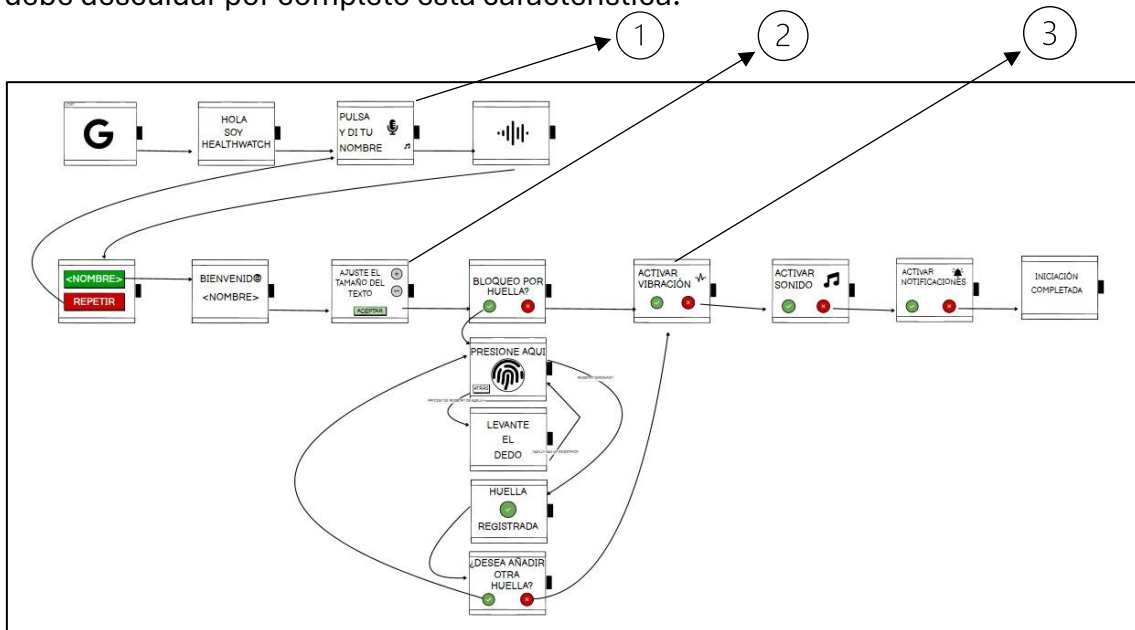 debe descuidar por completo esta característica.
1
2
3
G
HOLA
SOY
HEALTHWATCH
PULSA
Y DI TU
NOMBRE
<NOMBRE>
REPETIR
BIENVENID@
<NOMBRE>
AJUSTE EL
TAMAÑO DEL
TEXTO
ACEPTAR
BLOQUEO POR
HUELLA?
ACTIVAR
VIBRACIÓN
ACTIVAR
SONIDO
ACTIVAR
NOTIFICACIONES
INICIACIÓN
COMPLETADA
PRESIONE AQUI
ATRÁS
LEVANTE
EL
DEDO
HUELLA
REGISTRADA
¿DESEA AÑADIR
OTRA
HUELLA?